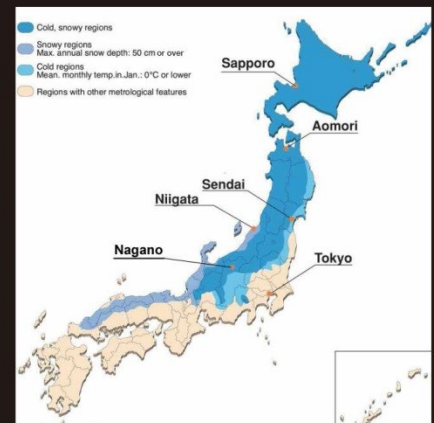 Cold, snowy regions
Snowy regions
Max. annual snow depth: 50 cm or over
Cold regions
Mean. monthly temp.in.Jan.: 0°C or lower
Regions with other metrological features
Sapporo
Aomori
Sendai
Niigata
Nagano
Tokyo